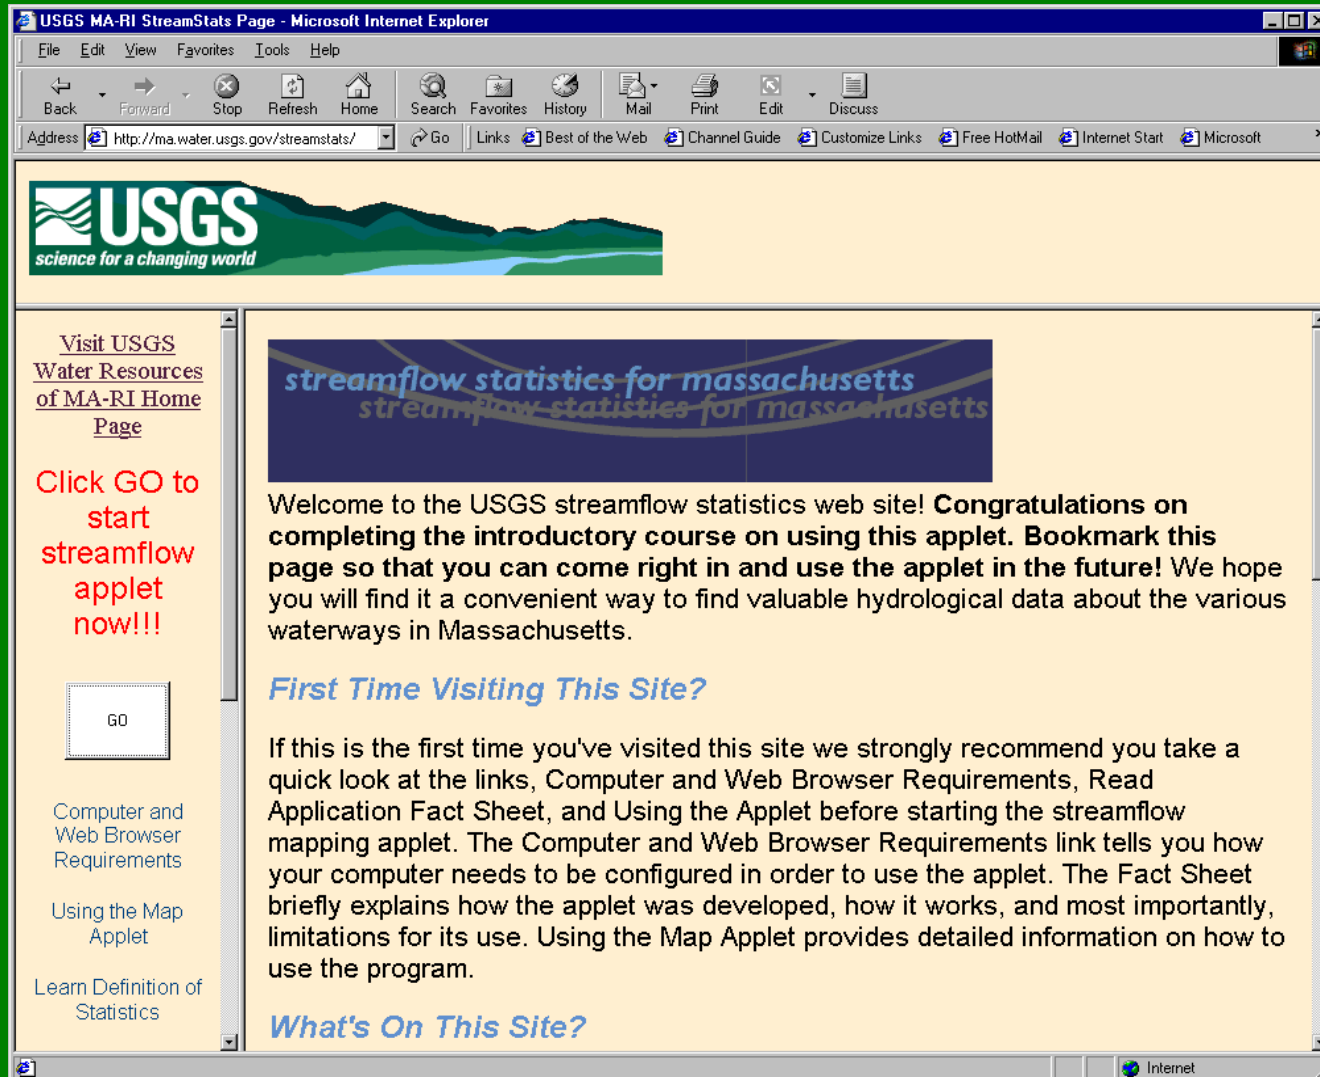 USGS MA-RI StreamStats Page - Microsoft Internet Explorer
File Edit View Favorites Tools Help
Back Forward Stop Refresh Home Search Favorites History Mail Print Edit Discuss
Address http://ma.water.usgs.gov/streamstats/ Go Links Best of the Web Channel Guide Customize Links Free HotMail Internet Start Microsoft
USGS
science for a changing world
Visit USGS
Water Resources
of MA-RI Home
Page
Click GO to
start
streamflow
applet
now!!!
GO
Computer and
Web Browser
Requirements
Using the Map
Applet
Learn Definition of
Statistics
streamflow statistics for massachusetts
streamflow statistics for massachusetts
Welcome to the USGS streamflow statistics web site! Congratulations on
completing the introductory course on using this applet. Bookmark this
page so that you can come right in and use the applet in the future! We hope
you will find it a convenient way to find valuable hydrological data about the various
waterways in Massachusetts.
First Time Visiting This Site?
If this is the first time you've visited this site we strongly recommend you take a
quick look at the links, Computer and Web Browser Requirements, Read
Application Fact Sheet, and Using the Applet before starting the streamflow
mapping applet. The Computer and Web Browser Requirements link tells you how
your computer needs to be configured in order to use the applet. The Fact Sheet
briefly explains how the applet was developed, how it works, and most importantly,
limitations for its use. Using the Map Applet provides detailed information on how to
use the program.
What's On This Site?
Internet